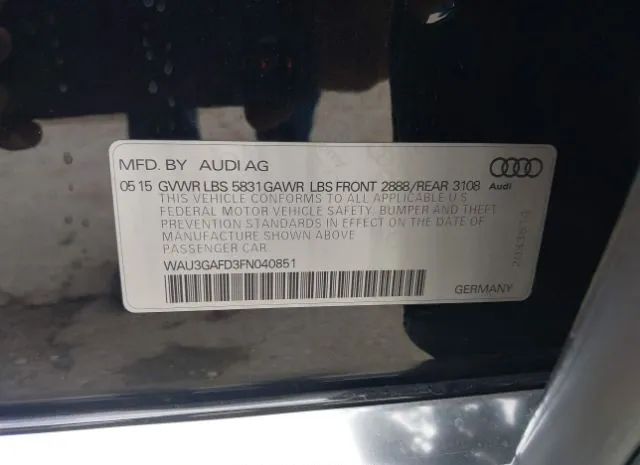 MFD. BY AUDI AG
05 15 GVWR LBS 5831 GAWR LBS FRONT 2888/REAR 3108
Audi
THIS VEHICLE CONFORMS TO ALL APPLICABLE U.S
FEDERAL MOTOR VEHICLE SAFETY, BUMPER AND THEFT
PREVENTION STANDARDS IN EFFECT ON THE DATE OF
MANUFACTURE SHOWN ABOVE
PASSENGER CAR.
WAU3GAFD3FN040851
GERMANY